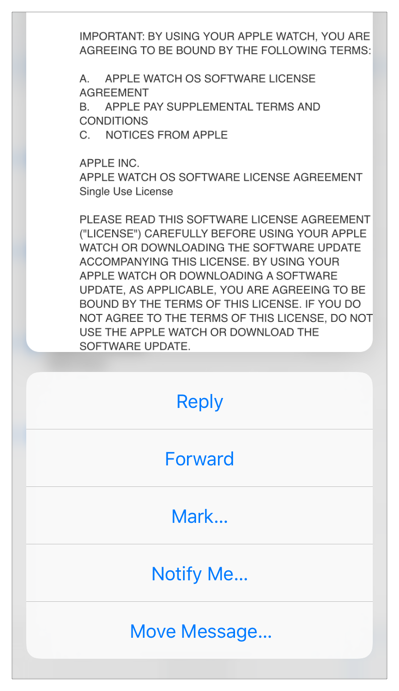 IMPORTANT: BY USING YOUR APPLE WATCH, YOU ARE
AGREEING TO BE BOUND BY THE FOLLOWING TERMS:
A. APPLE WATCH OS SOFTWARE LICENSE
AGREEMENT
B. APPLE PAY SUPPLEMENTAL TERMS AND
CONDITIONS
C. NOTICES FROM APPLE
APPLE INC.
APPLE WATCH OS SOFTWARE LICENSE AGREEMENT
Single Use License
PLEASE READ THIS SOFTWARE LICENSE AGREEMENT
("LICENSE") CAREFULLY BEFORE USING YOUR APPLE
WATCH OR DOWNLOADING THE SOFTWARE UPDATE
ACCOMPANYING THIS LICENSE. BY USING YOUR
APPLE WATCH OR DOWNLOADING A SOFTWARE
UPDATE, AS APPLICABLE, YOU ARE AGREEING TO BE
BOUND BY THE TERMS OF THIS LICENSE. IF YOU DO
NOT AGREE TO THE TERMS OF THIS LICENSE, DO NOT
USE THE APPLE WATCH OR DOWNLOAD THE
SOFTWARE UPDATE.
Reply
Forward
Mark...
Notify Me...
Move Message...